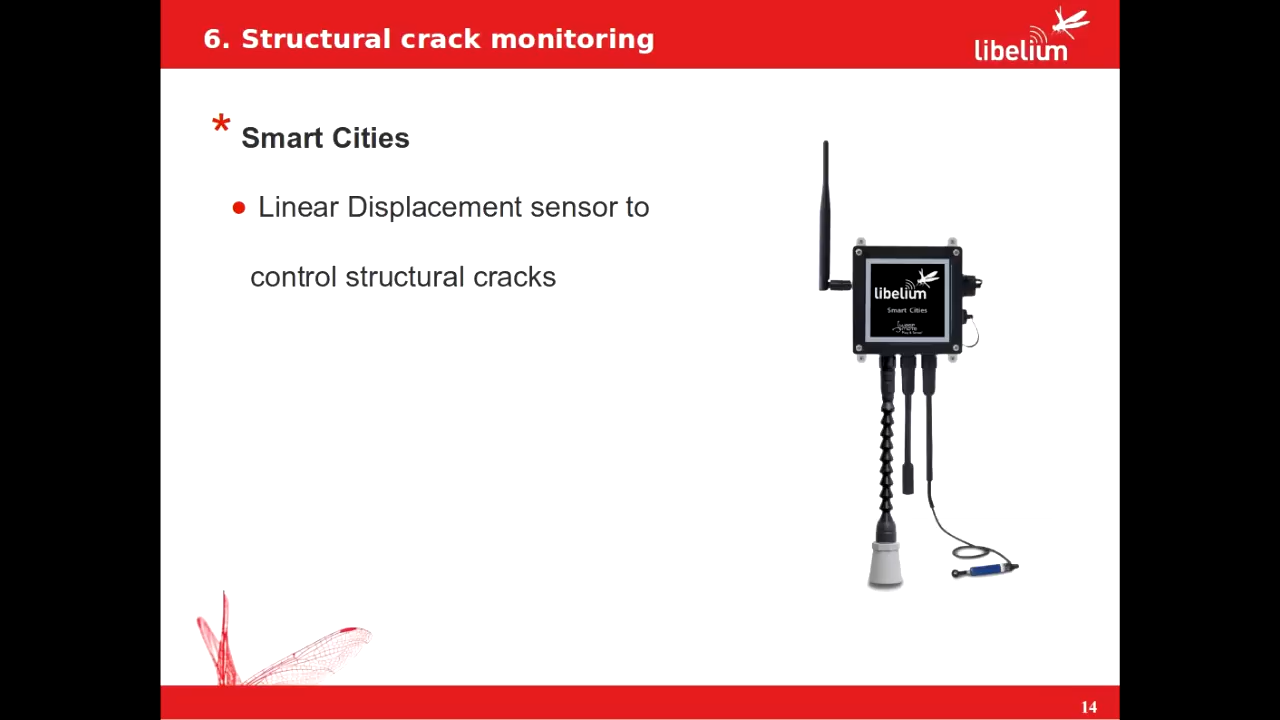 6. Structural crack monitoring
libelium
* Smart Cities
● Linear Displacement sensor to
control structural cracks
libelium
Smart Cities
14